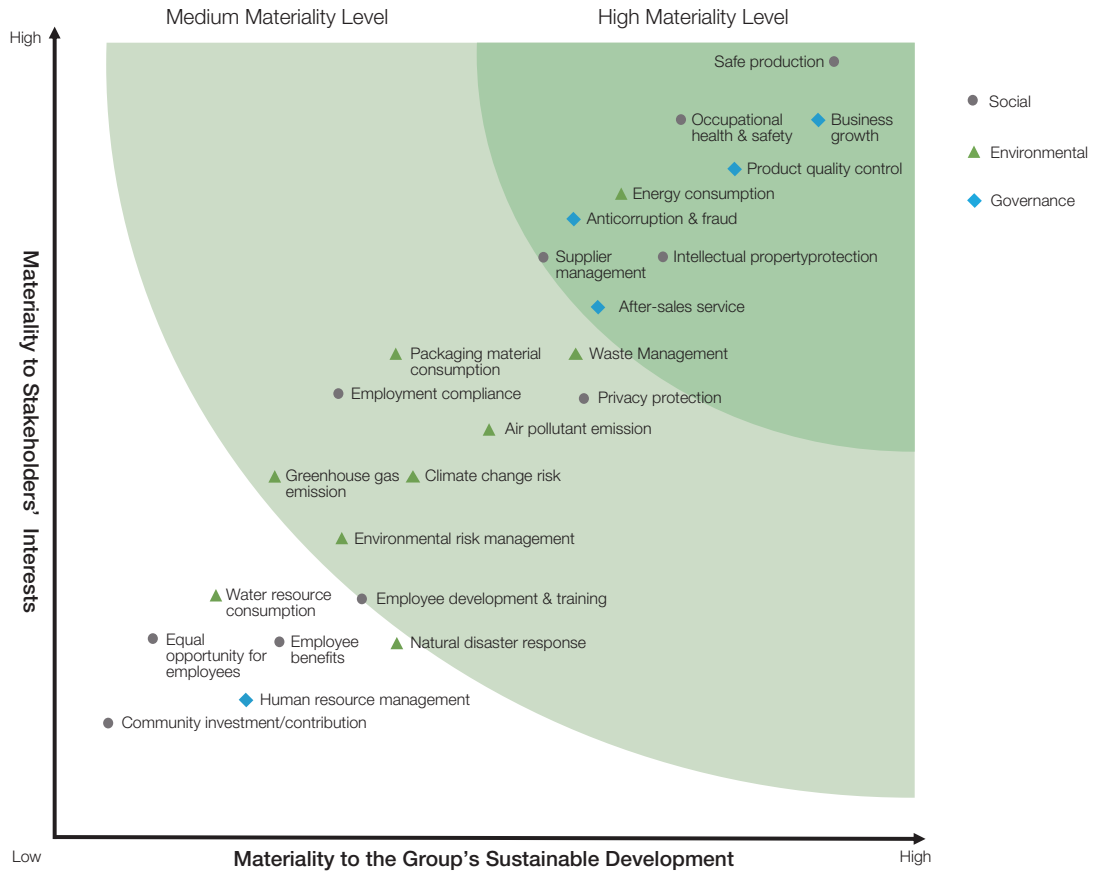 Medium Materiality Level
High Materiality Level
High
Safe production
Social
Occupational
health & safety
Business
growth
Environmental
Product quality control
Energy consumption
Governance
Anticorruption & fraud
Supplier
management
Intellectual propertyprotection
After-sales service
Packaging material
consumption
Waste Management
Employment compliance
Privacy protection
Air pollutant emission
Greenhouse gas
emission
Climate change risk
Environmental risk management
Water resource
consumption
Employee development & training
Equal
opportunity for
employees
Employee
benefits
Natural disaster response
Human resource management
Community investment/contribution
Materiality to Stakeholders’ Interests
Low
Materiality to the Group’s Sustainable Development
High